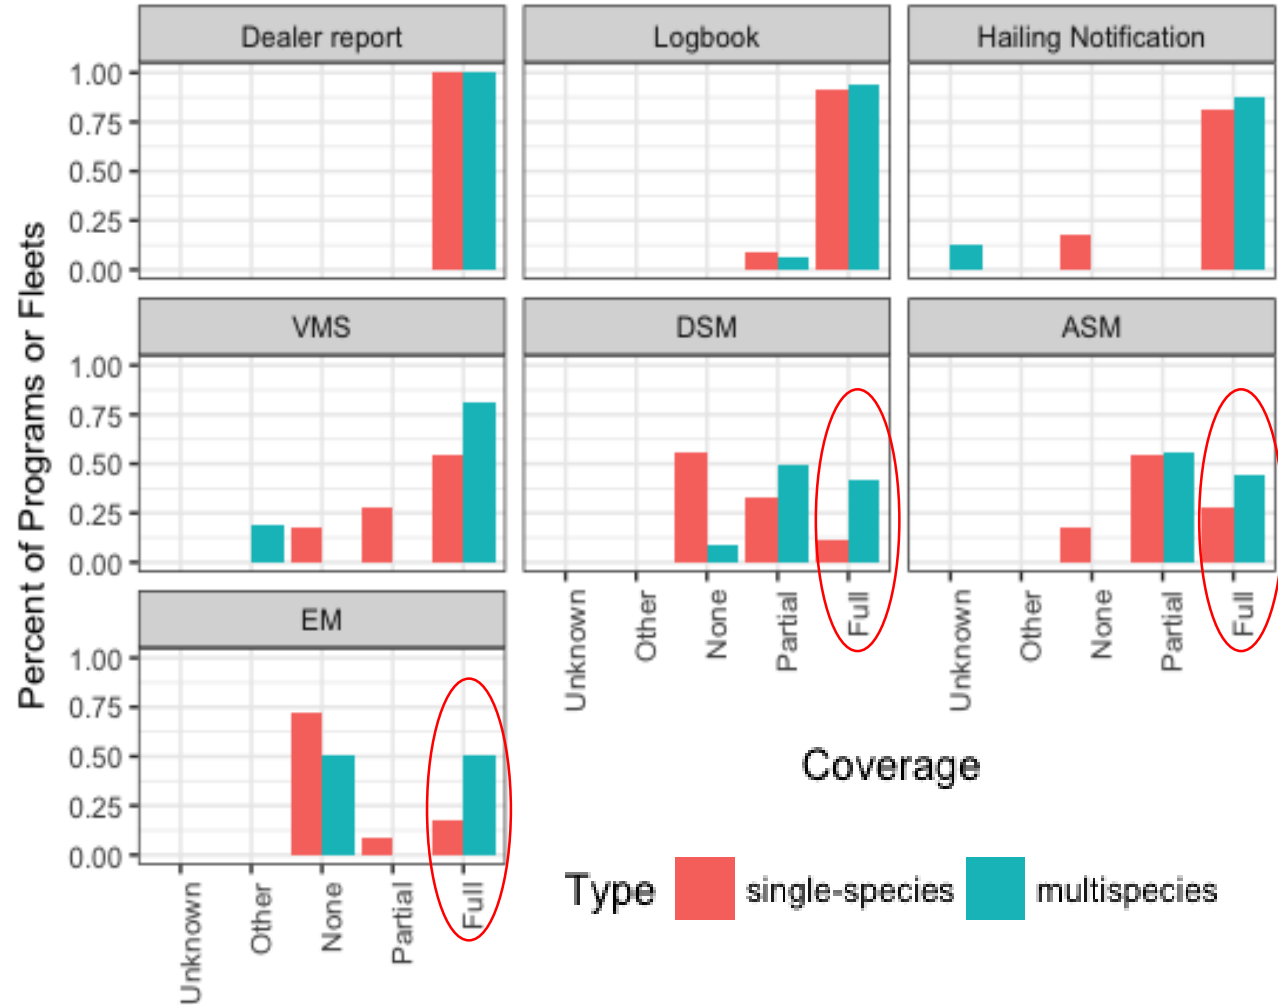 Dealer report
Logbook
Hailing Notification
1.00
0.75
0.50
0.25
0.00
VMS
DSM
ASM
1.00
0.75
0.50
0.25
0.00
Unknown
Other
None
Partial
Full
Unknown
Other
None
Partial
Full
EM
1.00
0.75
0.50
0.25
0.00
Unknown
Other
None
Partial
Full
Percent of Programs or Fleets
Coverage
Type single-species multispecies